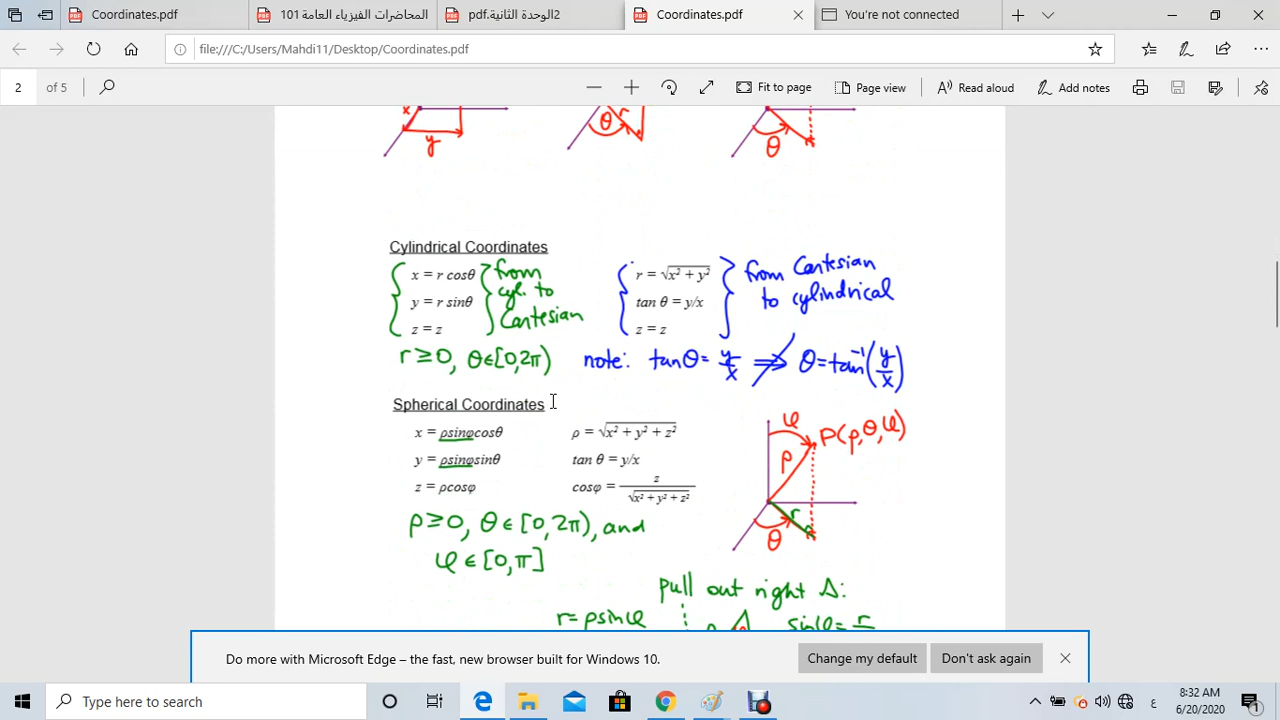 Coordinates.pdf
المحاضرات الفيزياء العامة 101
الوحدة الثانية2.pdf
Coordinates.pdf
You're not connected
file:///C:/Users/Mahdi11/Desktop/Coordinates.pdf
2 of 5
Fit to page
Page view
Read aloud
Add notes
x
y
θ r
θ
Cylindrical Coordinates
x = r cosθ
y = r sinθ
z = z
from cyl. to Cartesian
r = √x² + y²
tan θ = y/x
z = z
from Cartesian
to cylindrical
r ≥ 0, θ ∈ [0, 2π)
note: tanθ = y/x ⇏ θ = tan⁻¹(y/x)
Spherical Coordinates
x = ρsinφcosθ
y = ρsinφsinθ
z = ρcosφ
ρ = √x² + y² + z²
tan θ = y/x
cosφ = z/√x² + y² + z²
φ
P(ρ, θ, φ)
ρ
r
θ
ρ ≥ 0, θ ∈ [0, 2π), and
φ ∈ [0, π]
pull out right Δ:
r = ρsinφ
sinφ = r
Do more with Microsoft Edge – the fast, new browser built for Windows 10.
Change my default
Don't ask again
Type here to search
ع
8:32 AM
6/20/2020
1